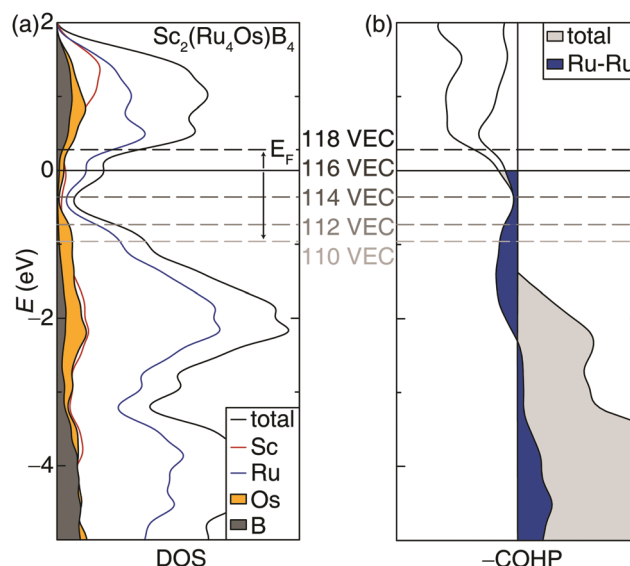 (a)
Sc₂(Ru₄Os)B₄
E (eV)
2
0
−2
−4
E_F
total
Sc
Ru
Os
B
DOS
118 VEC
116 VEC
114 VEC
112 VEC
110 VEC
(b)
total
Ru-Ru
−COHP